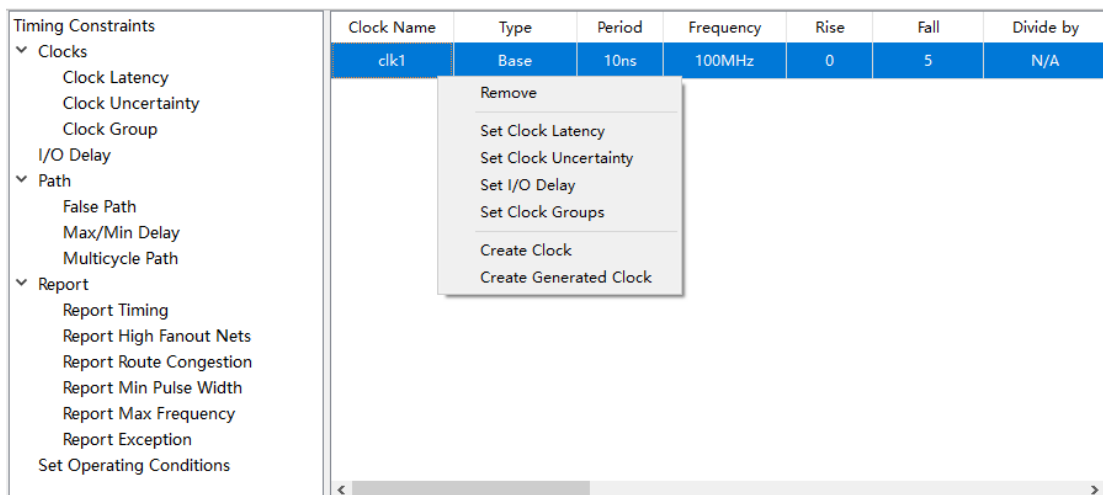 Timing Constraints
Clocks
Clock Latency
Clock Uncertainty
Clock Group
I/O Delay
Path
False Path
Max/Min Delay
Multicycle Path
Report
Report Timing
Report High Fanout Nets
Report Route Congestion
Report Min Pulse Width
Report Max Frequency
Report Exception
Set Operating Conditions
Clock Name Type Period Frequency Rise Fall Divide by
clk1 Base 10ns 100MHz 0 5 N/A
Remove
Set Clock Latency
Set Clock Uncertainty
Set I/O Delay
Set Clock Groups
Create Clock
Create Generated Clock